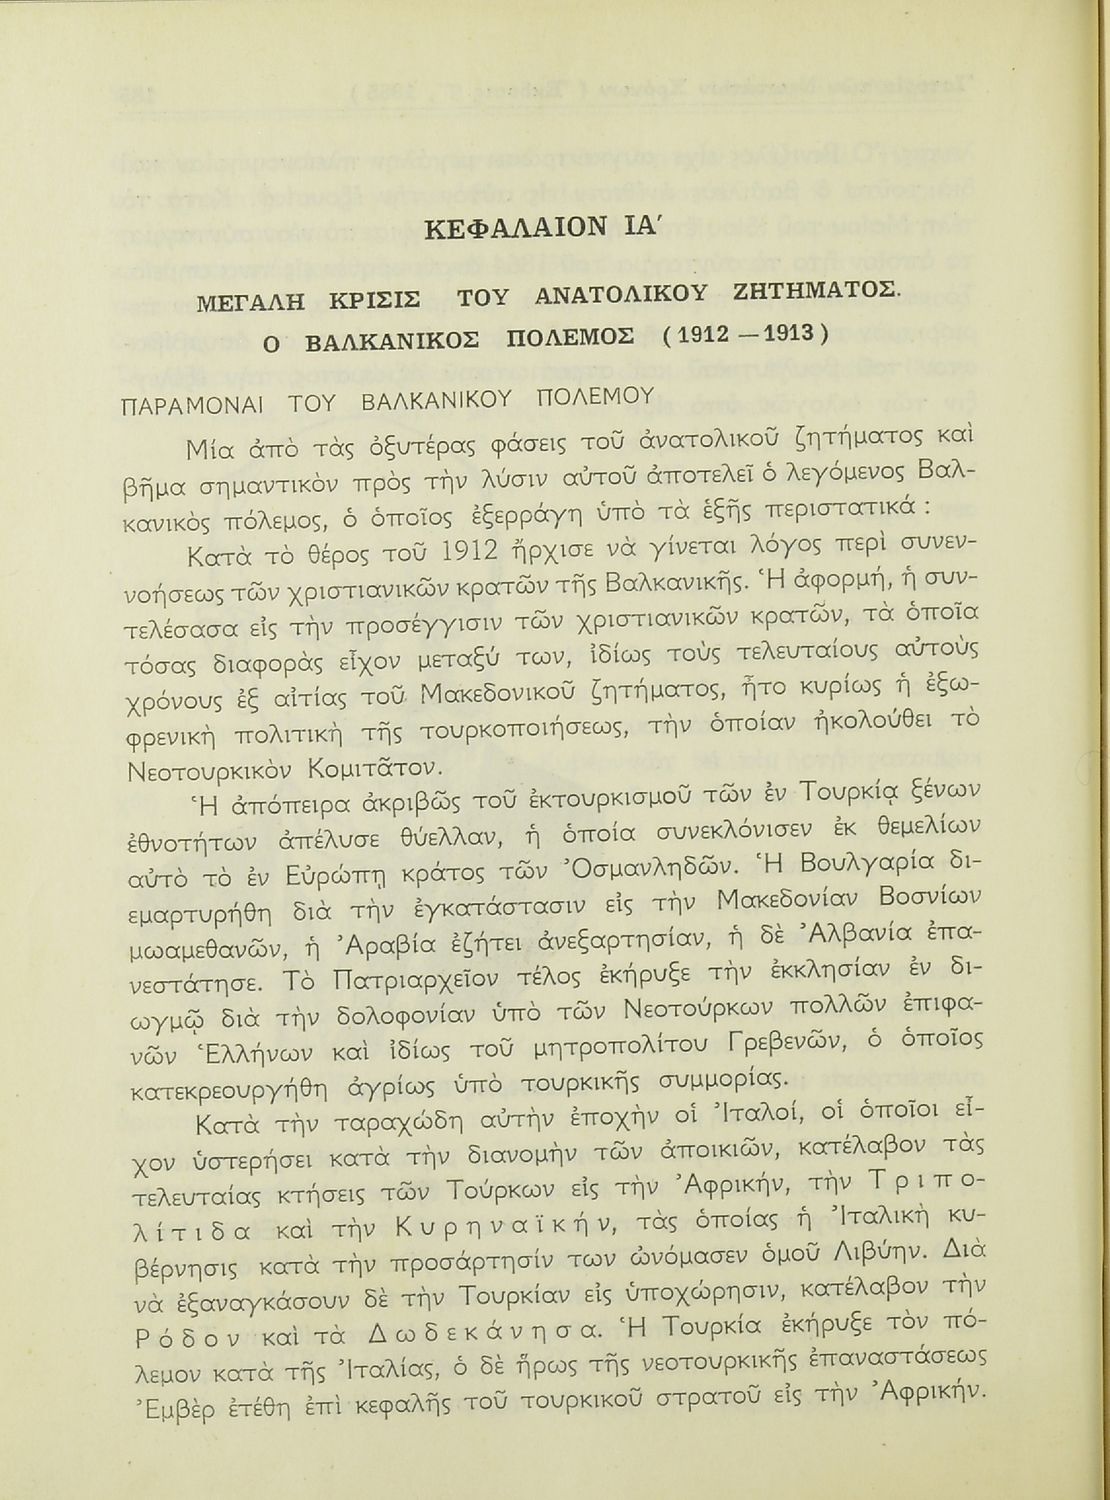 ΚΕΦΑΛΑΙΟΝ ΙΑ′
ΜΕΓΑΛΗ ΚΡΙΣΙΣ ΤΟΥ ΑΝΑΤΟΛΙΚΟΥ ΖΗΤΗΜΑΤΟΣ.
Ο ΒΑΛΚΑΝΙΚΟΣ ΠΟΛΕΜΟΣ (1912 — 1913)
ΠΑΡΑΜΟΝΑΙ ΤΟΥ ΒΑΛΚΑΝΙΚΟΥ ΠΟΛΕΜΟΥ
Μία ἀπὸ τὰς ὀξυτέρας φάσεις τοῦ ἀνατολικοῦ ζητήματος καὶ
βῆμα σημαντικὸν πρὸς τὴν λύσιν αὐτοῦ ἀποτελεῖ ὁ λεγόμενος Βαλ-
κανικὸς πόλεμος, ὁ ὁποῖος ἐξερράγη ὑπὸ τὰ ἑξῆς περιστατικά :
Κατὰ τὸ θέρος τοῦ 1912 ἤρχισε νὰ γίνεται λόγος περὶ συνεν-
νοήσεως τῶν χριστιανικῶν κρατῶν τῆς Βαλκανικῆς. Ἡ ἀφορμή, ἡ συν-
τελέσασα εἰς τὴν προσέγγισιν τῶν χριστιανικῶν κρατῶν, τὰ ὁποῖα
τόσας διαφορὰς εἶχον μεταξύ των, ἰδίως τοὺς τελευταίους αὐτοὺς
χρόνους ἐξ αἰτίας τοῦ Μακεδονικοῦ ζητήματος, ἦτο κυρίως ἡ ἐξω-
φρενικὴ πολιτικὴ τῆς τουρκοποιήσεως, τὴν ὁποίαν ἠκολούθει τὸ
Νεοτουρκικὸν Κομιτᾶτον.
Ἡ ἀπόπειρα ἀκριβῶς τοῦ ἐκτουρκισμοῦ τῶν ἐν Τουρκίᾳ ξένων
ἐθνοτήτων ἀπέλυσε θύελλαν, ἡ ὁποία συνεκλόνισεν ἐκ θεμελίων
αὐτὸ τὸ ἐν Εὐρώπῃ κράτος τῶν Ὀσμανληδῶν. Ἡ Βουλγαρία δι-
εμαρτυρήθη διὰ τὴν ἐγκατάστασιν εἰς τὴν Μακεδονίαν Βοσνίων
μωαμεθανῶν, ἡ Ἀραβία ἐζήτει ἀνεξαρτησίαν, ἡ δὲ Ἀλβανία ἐπα-
νεστάτησε. Τὸ Πατριαρχεῖον τέλος ἐκήρυξε τὴν ἐκκλησίαν ἐν δι-
ωγμῷ διὰ τὴν δολοφονίαν ὑπὸ τῶν Νεοτούρκων πολλῶν ἐπιφα-
νῶν Ἑλλήνων καὶ ἰδίως τοῦ μητροπολίτου Γρεβενῶν, ὁ ὁποῖος
κατεκρεουργήθη ἀγρίως ὑπὸ τουρκικῆς συμμορίας.
Κατὰ τὴν ταραχώδη αὐτὴν ἐποχὴν οἱ Ἰταλοί, οἱ ὁποῖοι εἶ-
χον ὑστερήσει κατὰ τὴν διανομὴν τῶν ἀποικιῶν, κατέλαβον τὰς
τελευταίας κτήσεις τῶν Τούρκων εἰς τὴν Ἀφρικήν, τὴν Τριπο-
λίτιδα καὶ τὴν Κυρηναϊκήν, τὰς ὁποίας ἡ Ἰταλικὴ κυ-
βέρνησις κατὰ τὴν προσάρτησίν των ὠνόμασεν ὁμοῦ Λιβύην. Διὰ
νὰ ἐξαναγκάσουν δὲ τὴν Τουρκίαν εἰς ὑποχώρησιν, κατέλαβον τὴν
Ρόδον καὶ τὰ Δωδεκάνησα. Ἡ Τουρκία ἐκήρυξε τὸν πό-
λεμον κατὰ τῆς Ἰταλίας, ὁ δὲ ἥρως τῆς νεοτουρκικῆς ἐπαναστάσεως
Ἐμβὲρ ἐτέθη ἐπὶ κεφαλῆς τοῦ τουρκικοῦ στρατοῦ εἰς τὴν Ἀφρικήν.